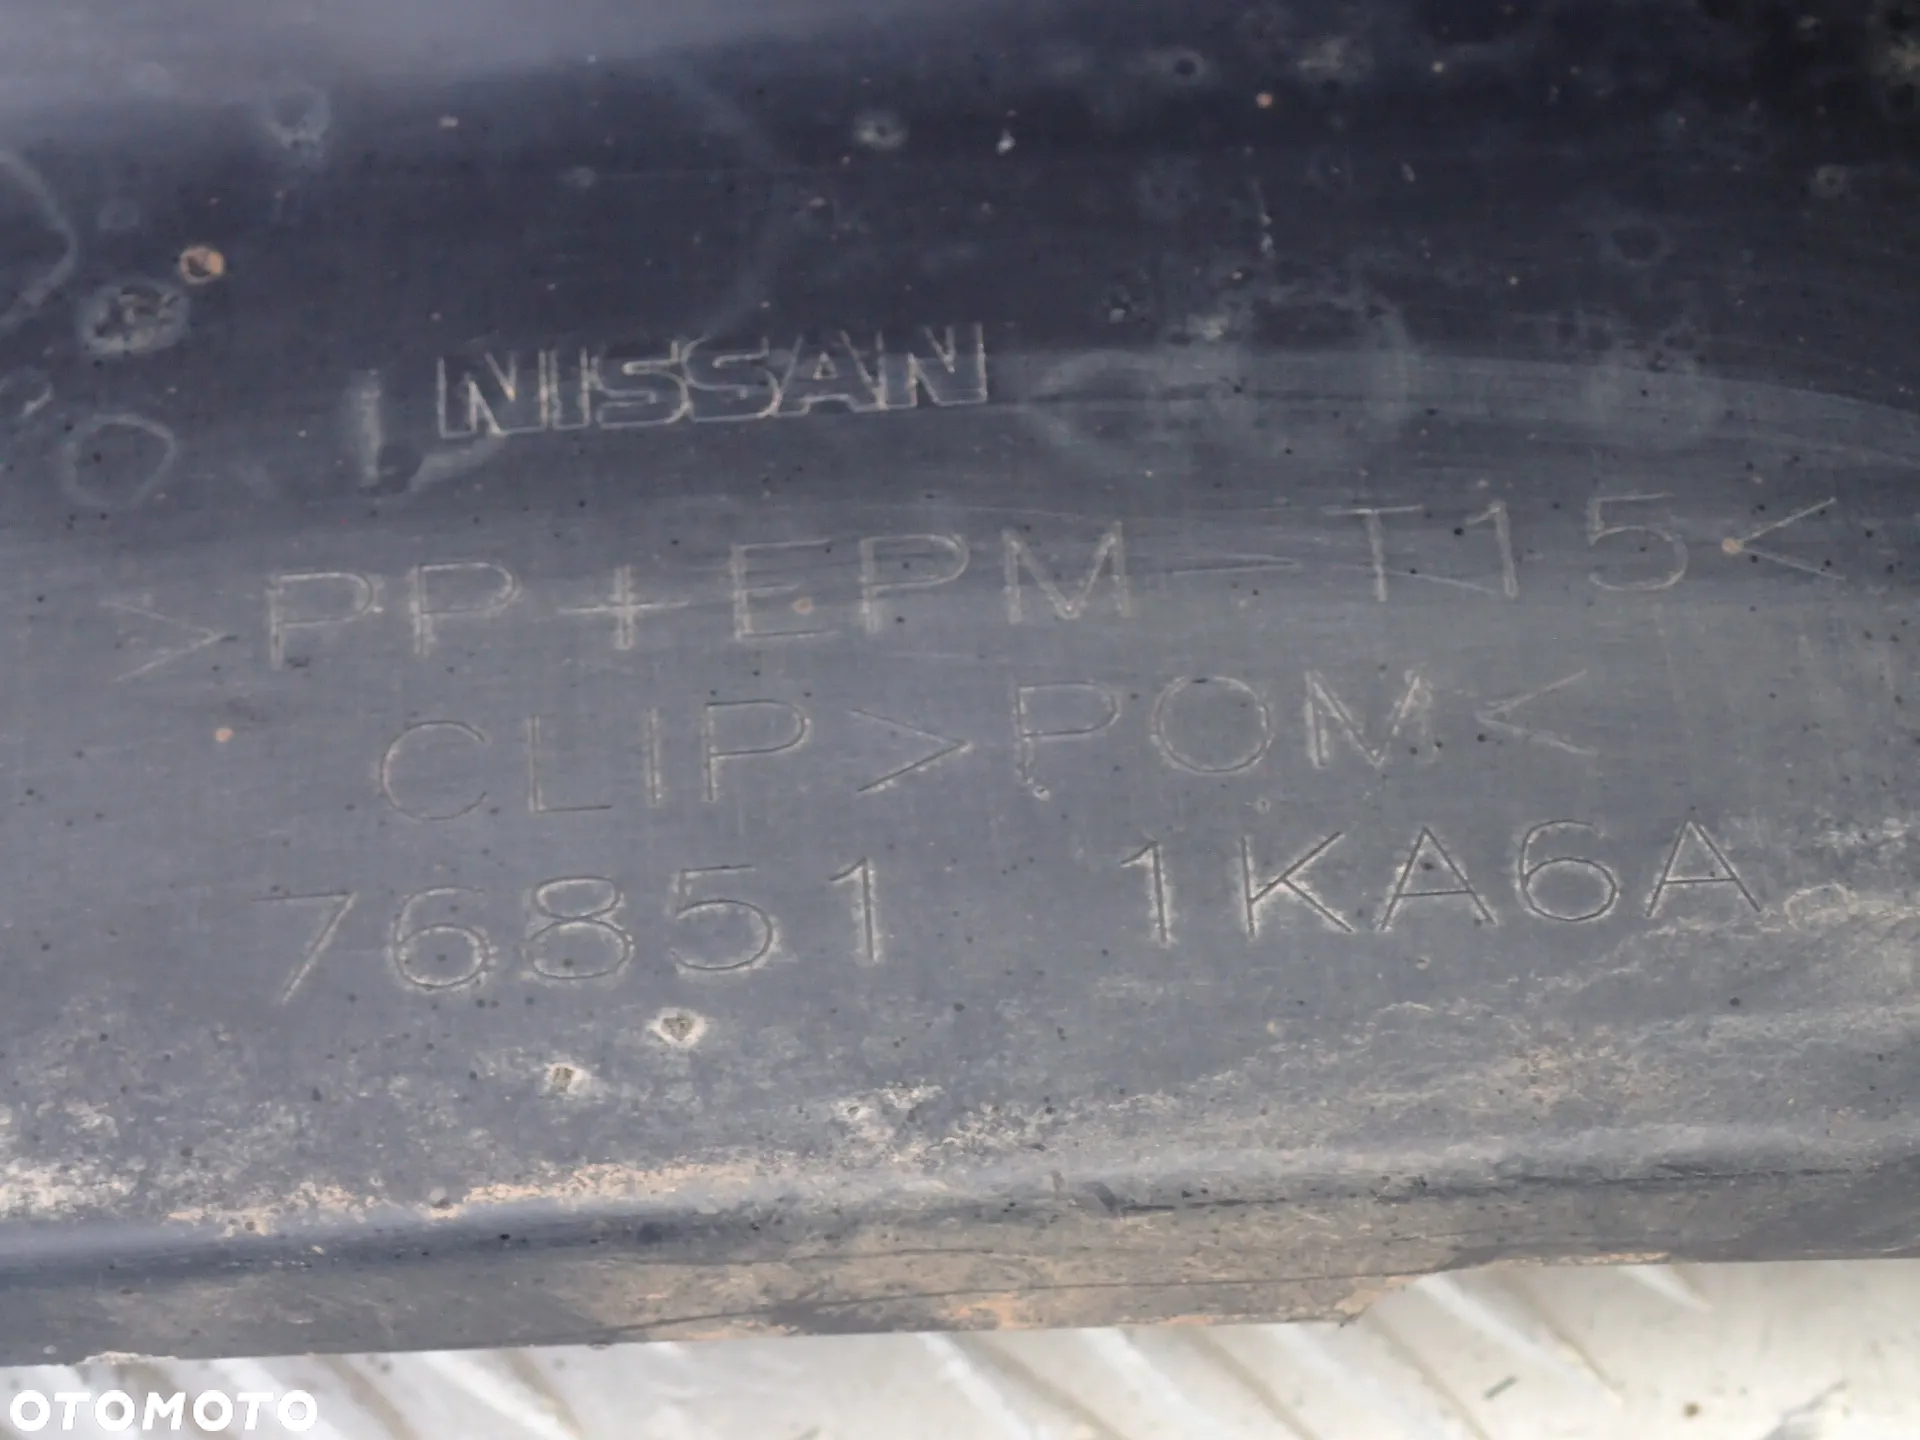 NISSAN
>PP+EPM-T15<
CLIP>POM<
76851 1KA6A
OTOMOTO